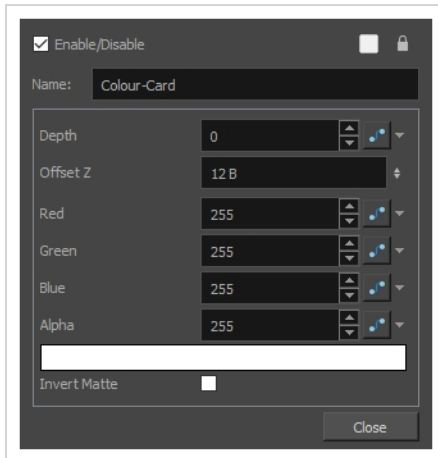 Enable/Disable
Name: Colour-Card
Depth 0
Offset Z 12 B
Red 255
Green 255
Blue 255
Alpha 255
Invert Matte
Close